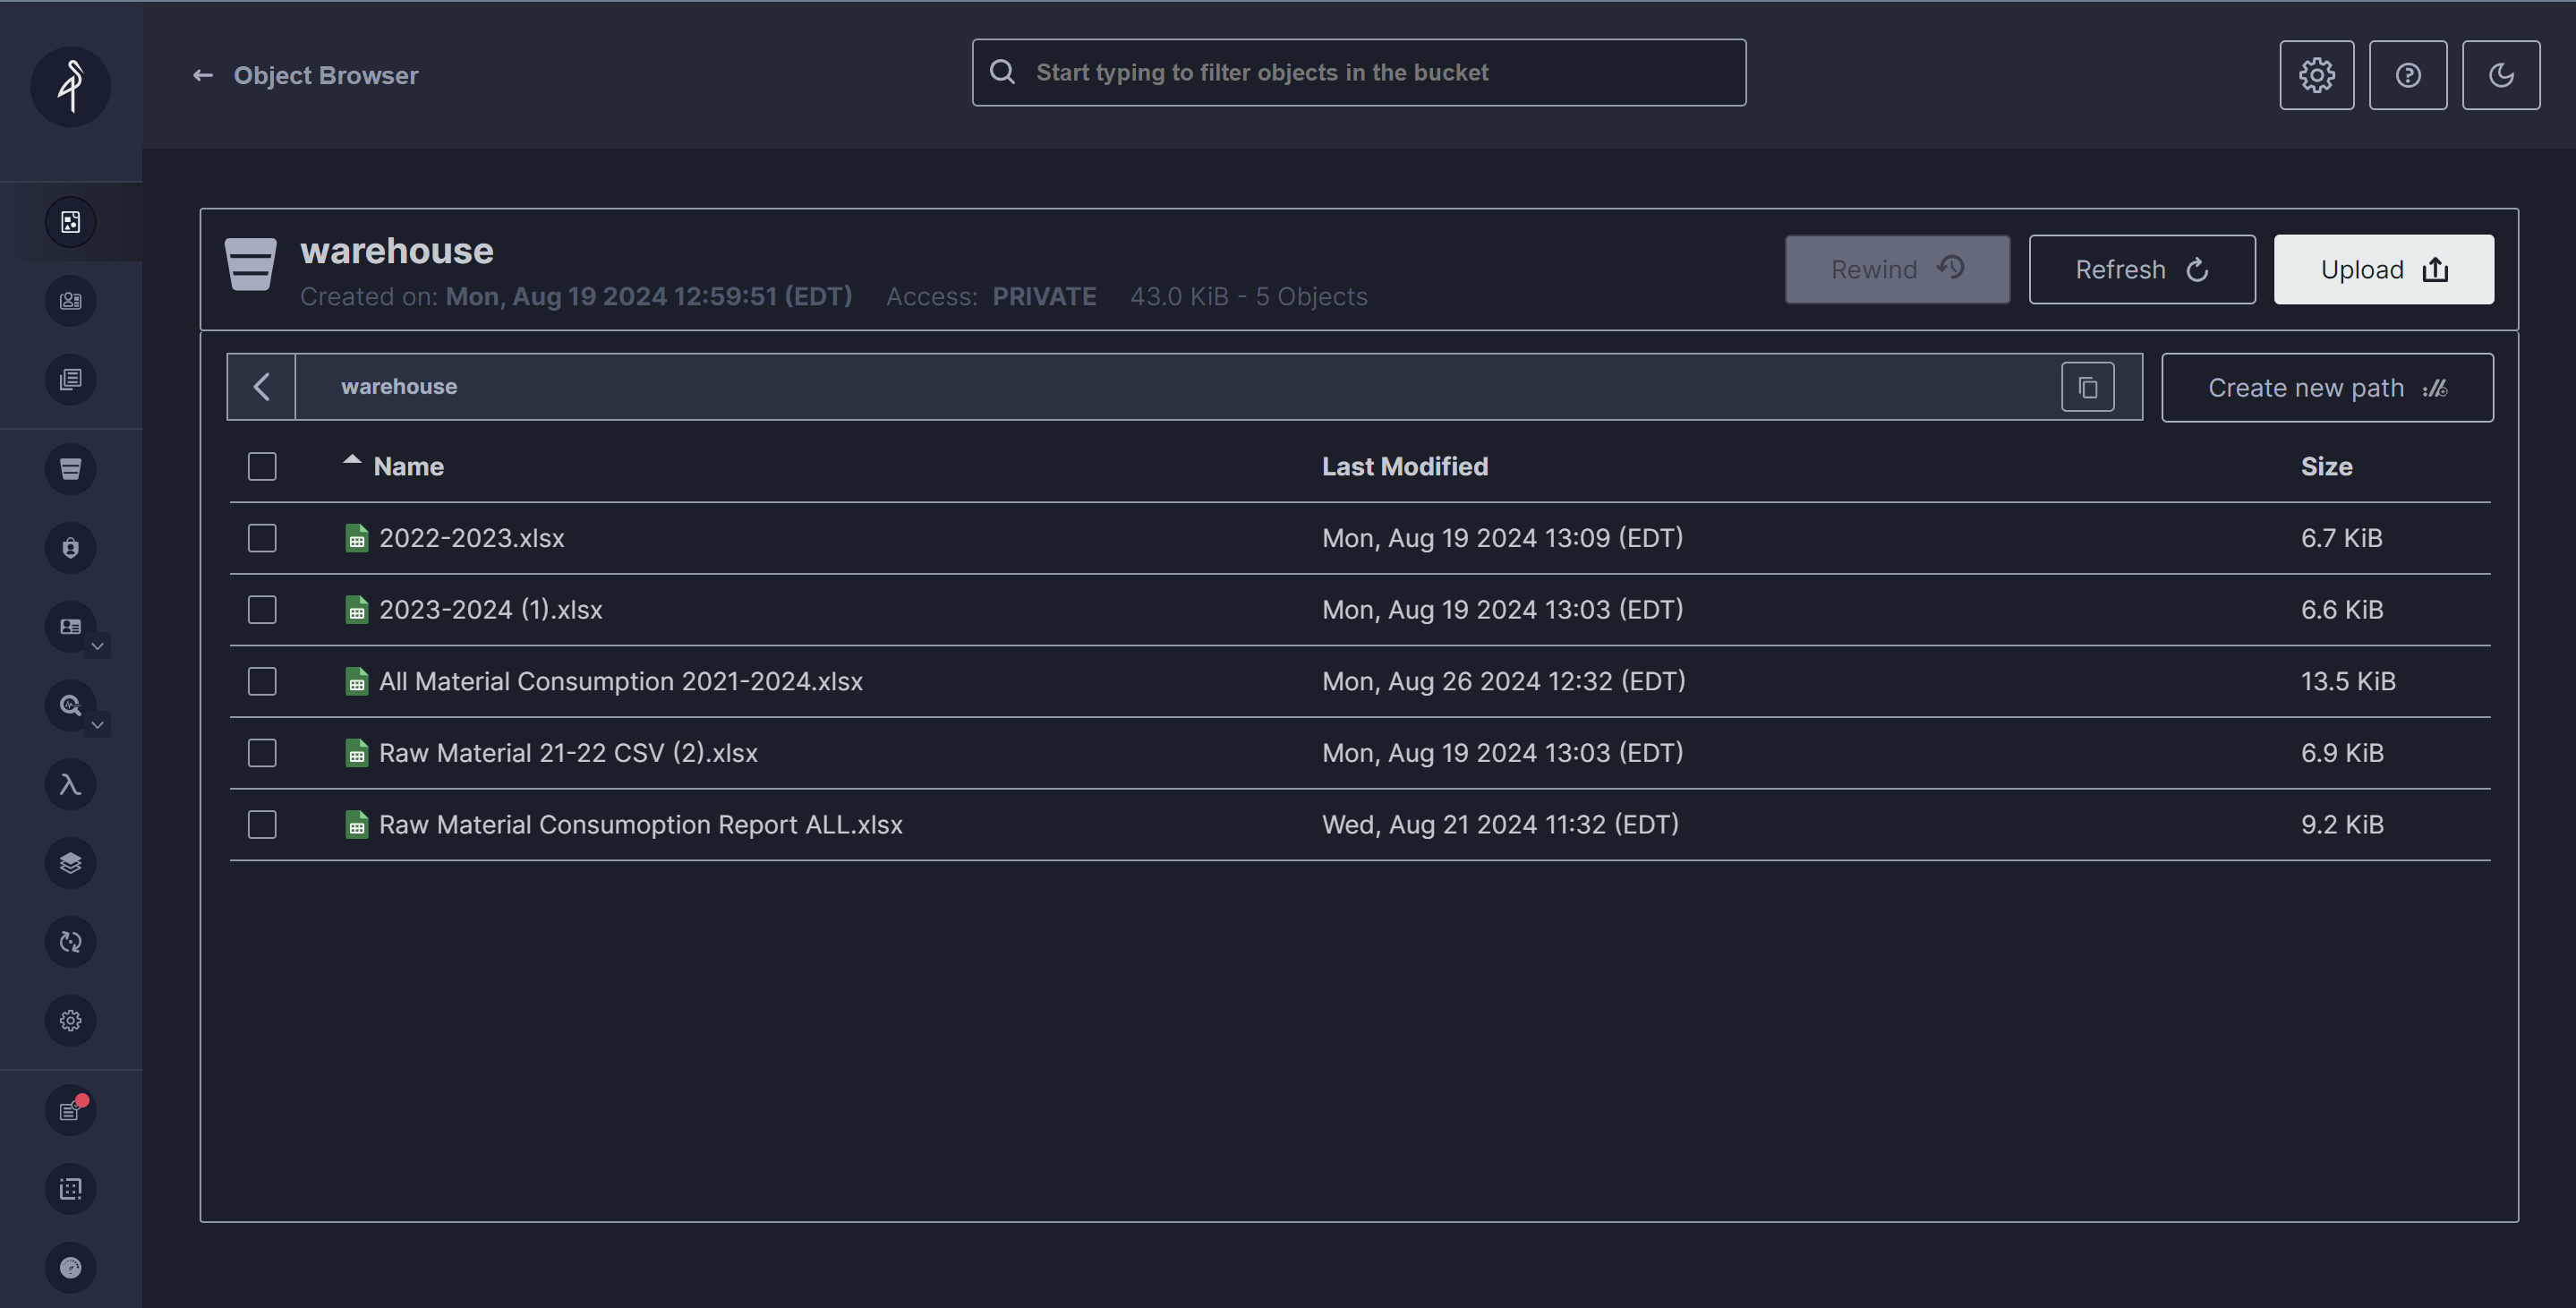 Object Browser
Start typing to filter objects in the bucket
warehouse
Created on: Mon, Aug 19 2024 12:59:51 (EDT) Access: PRIVATE 43.0 KiB - 5 Objects
Rewind
Refresh
Upload
warehouse
Create new path
Name Last Modified Size
2022-2023.xlsx Mon, Aug 19 2024 13:09 (EDT) 6.7 KiB
2023-2024 (1).xlsx Mon, Aug 19 2024 13:03 (EDT) 6.6 KiB
All Material Consumption 2021-2024.xlsx Mon, Aug 26 2024 12:32 (EDT) 13.5 KiB
Raw Material 21-22 CSV (2).xlsx Mon, Aug 19 2024 13:03 (EDT) 6.9 KiB
Raw Material Consumoption Report ALL.xlsx Wed, Aug 21 2024 11:32 (EDT) 9.2 KiB